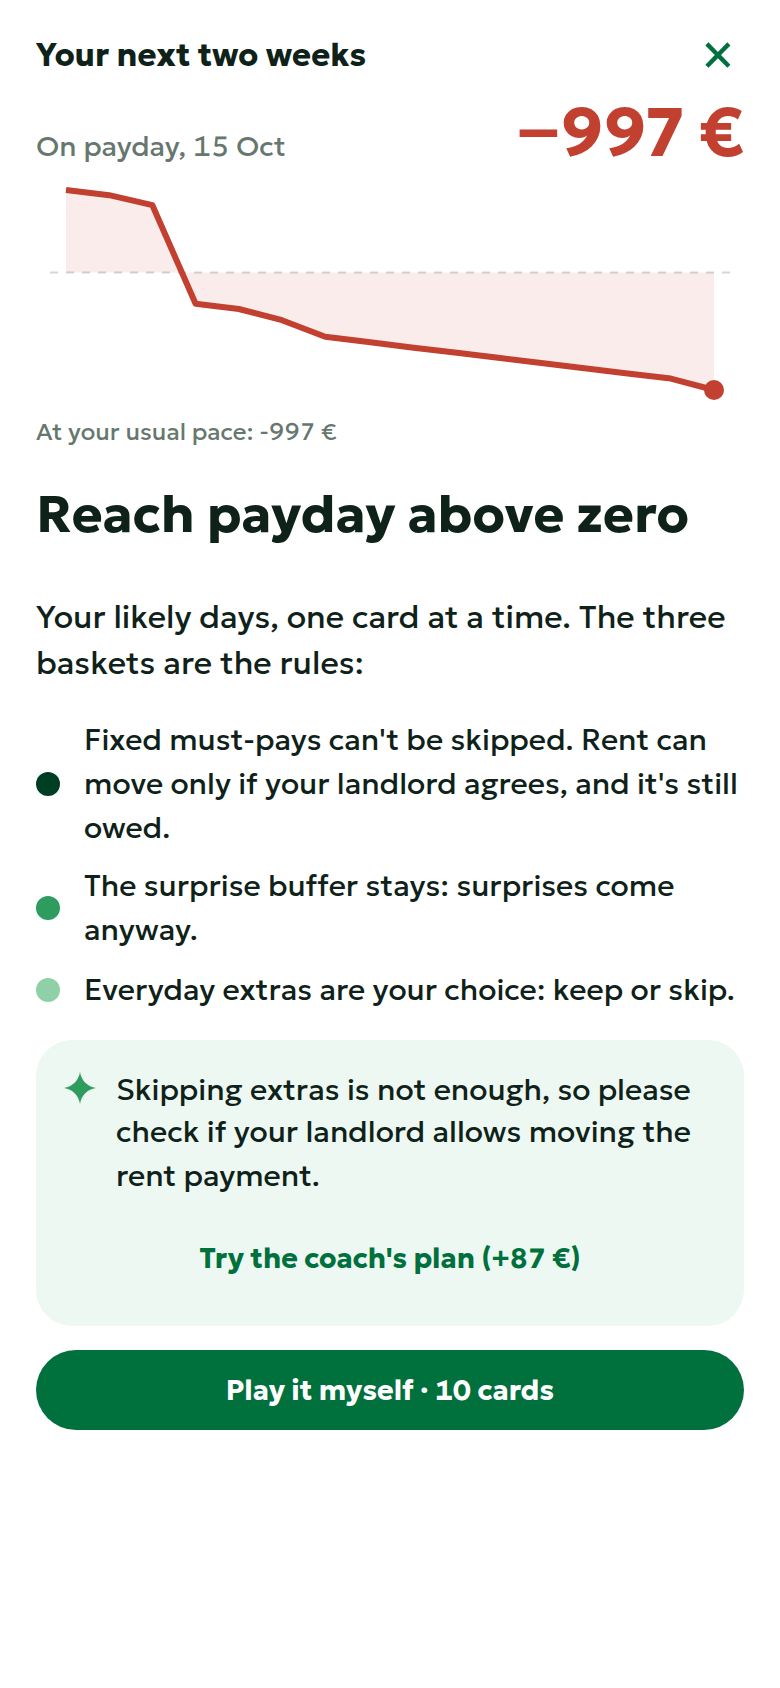 Your next two weeks
On payday, 15 Oct
−997 €
At your usual pace: -997 €
Reach payday above zero
Your likely days, one card at a time. The three
baskets are the rules:
Fixed must-pays can't be skipped. Rent can
move only if your landlord agrees, and it's still
owed.
The surprise buffer stays: surprises come
anyway.
Everyday extras are your choice: keep or skip.
Skipping extras is not enough, so please
check if your landlord allows moving the
rent payment.
Try the coach's plan (+87 €)
Play it myself · 10 cards